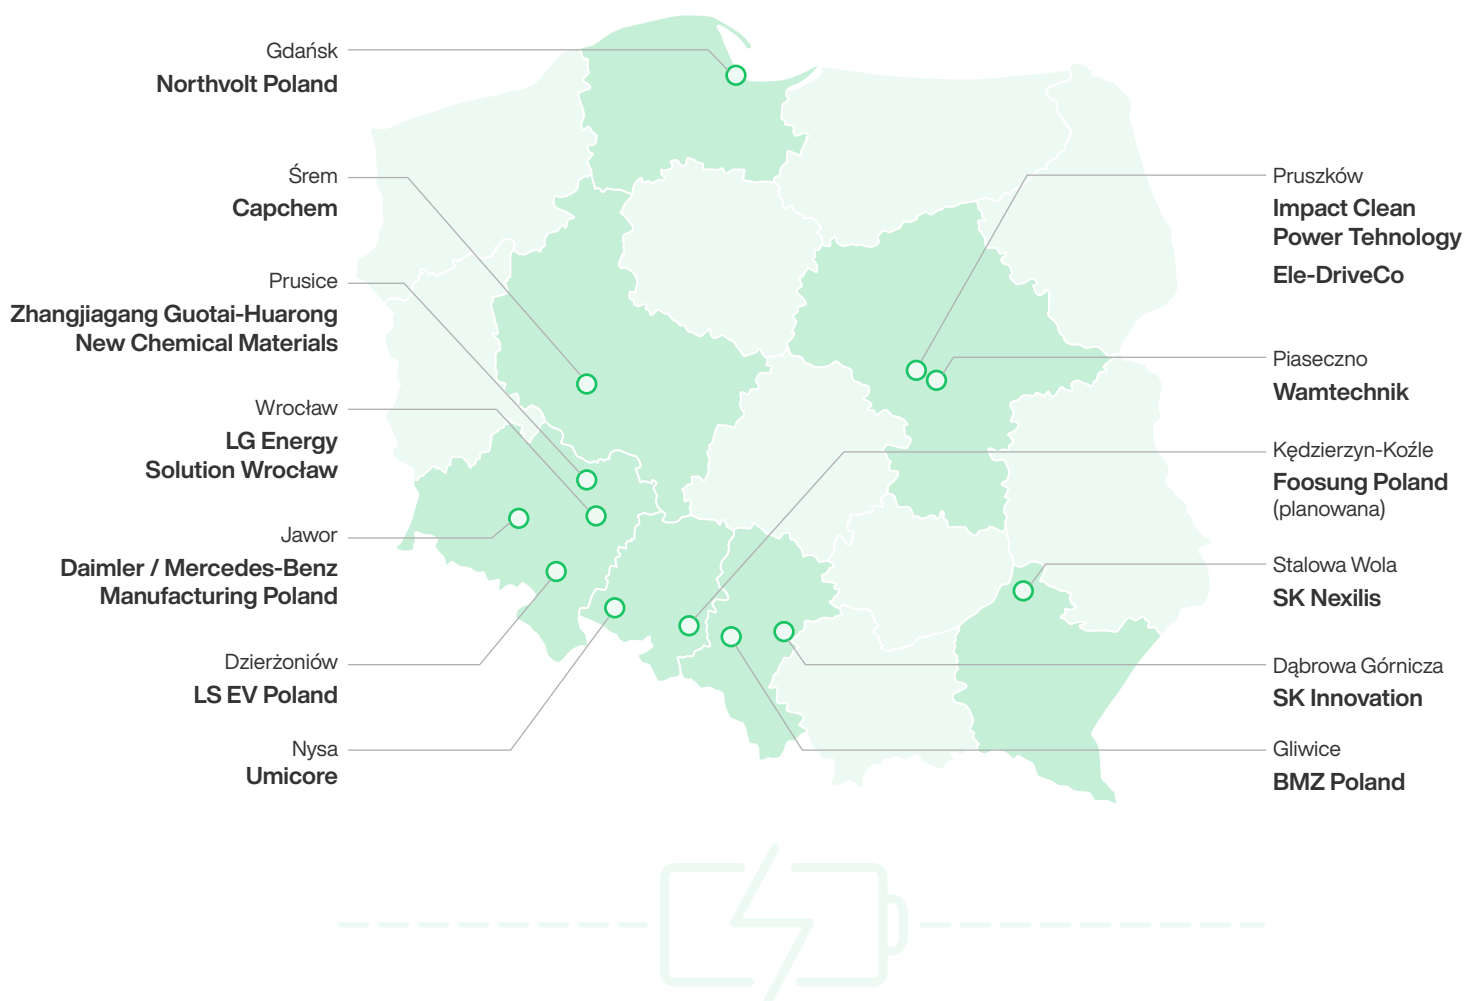 Gdańsk
Northvolt Poland
Śrem
Capchem
Prusice
Zhangjiagang Guotai-Huarong
New Chemical Materials
Wrocław
LG Energy
Solution Wrocław
Jawor
Daimler / Mercedes-Benz
Manufacturing Poland
Dzierżoniów
LS EV Poland
Nysa
Umicore
Pruszków
Impact Clean
Power Tehnology
Ele-DriveCo
Piaseczno
Wamtechnik
Kędzierzyn-Koźle
Foosung Poland
(planowana)
Stalowa Wola
SK Nexilis
Dąbrowa Górnicza
SK Innovation
Gliwice
BMZ Poland